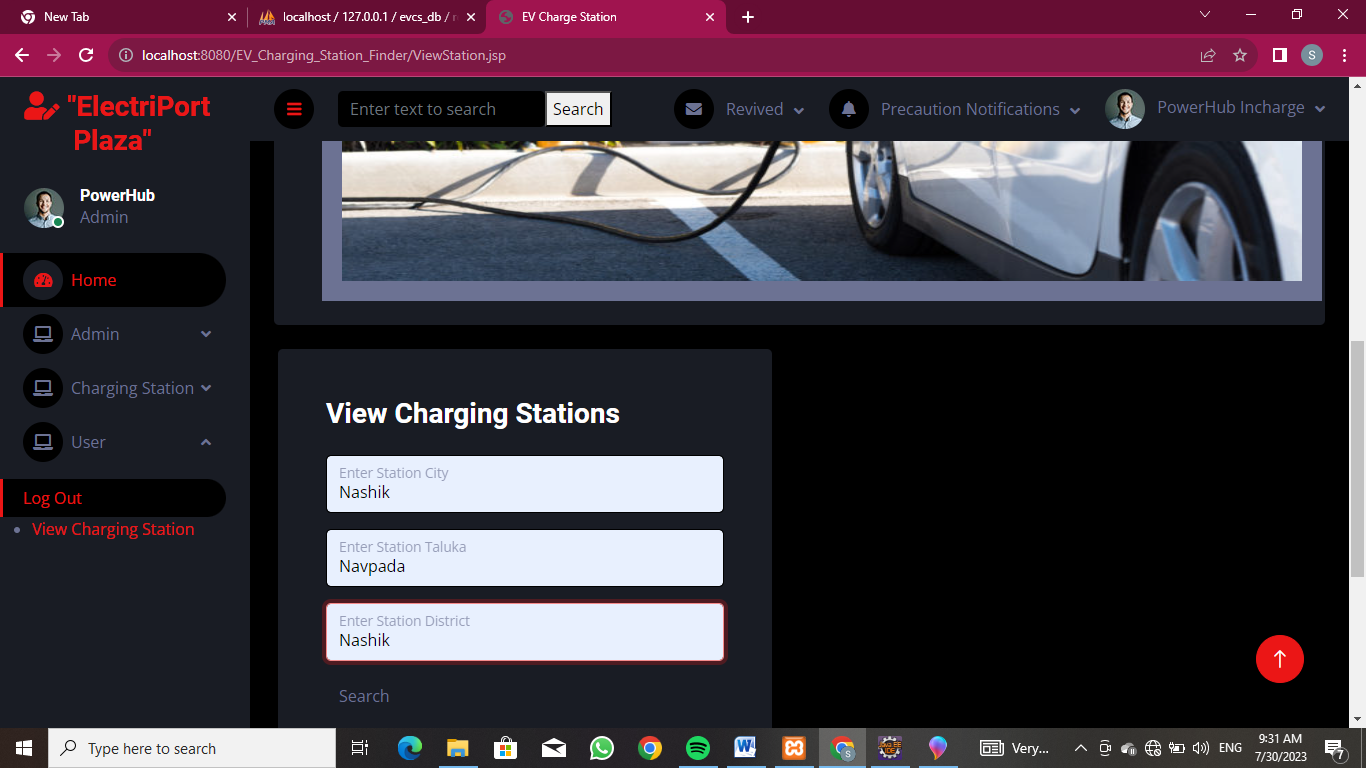 New Tab
localhost / 127.0.0.1 / evcs_db /
EV Charge Station
localhost:8080/EV_Charging_Station_Finder/ViewStation.jsp
S
"ElectriPort
Plaza"
Enter text to search
Search
Revived
Precaution Notifications
PowerHub Incharge
PowerHub
Admin
Home
Admin
Charging Station
User
Log Out
View Charging Station
View Charging Stations
Enter Station City
Nashik
Enter Station Taluka
Navpada
Enter Station District
Nashik
Search
Type here to search
Very...
ENG
9:31 AM
7/30/2023
7